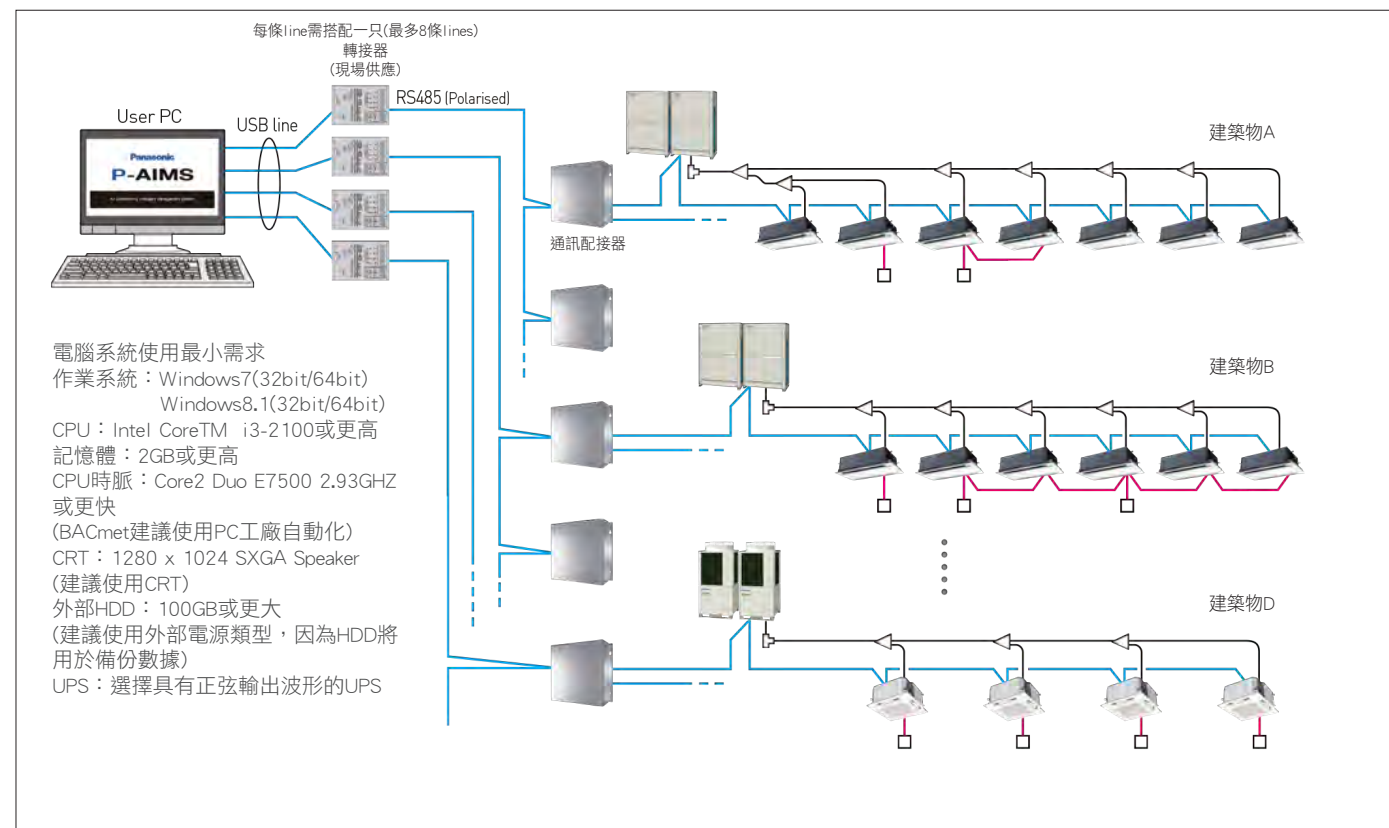 每條line需搭配一只(最多8條lines)
轉接器
(現場供應)
RS485 (Polarised)
User PC
USB line
Panasonic
P-AIMS
通訊配接器
建築物A
建築物B
建築物D
電腦系統使用最小需求
作業系統：Windows7(32bit/64bit)
Windows8.1(32bit/64bit)
CPU：Intel CoreTM i3-2100或更高
記憶體：2GB或更高
CPU時脈：Core2 Duo E7500 2.93GHZ
或更快
(BACmet建議使用PC工廠自動化)
CRT：1280 x 1024 SXGA Speaker
(建議使用CRT)
外部HDD：100GB或更大
(建議使用外部電源類型，因為HDD將
用於備份數據)
UPS：選擇具有正弦輸出波形的UPS